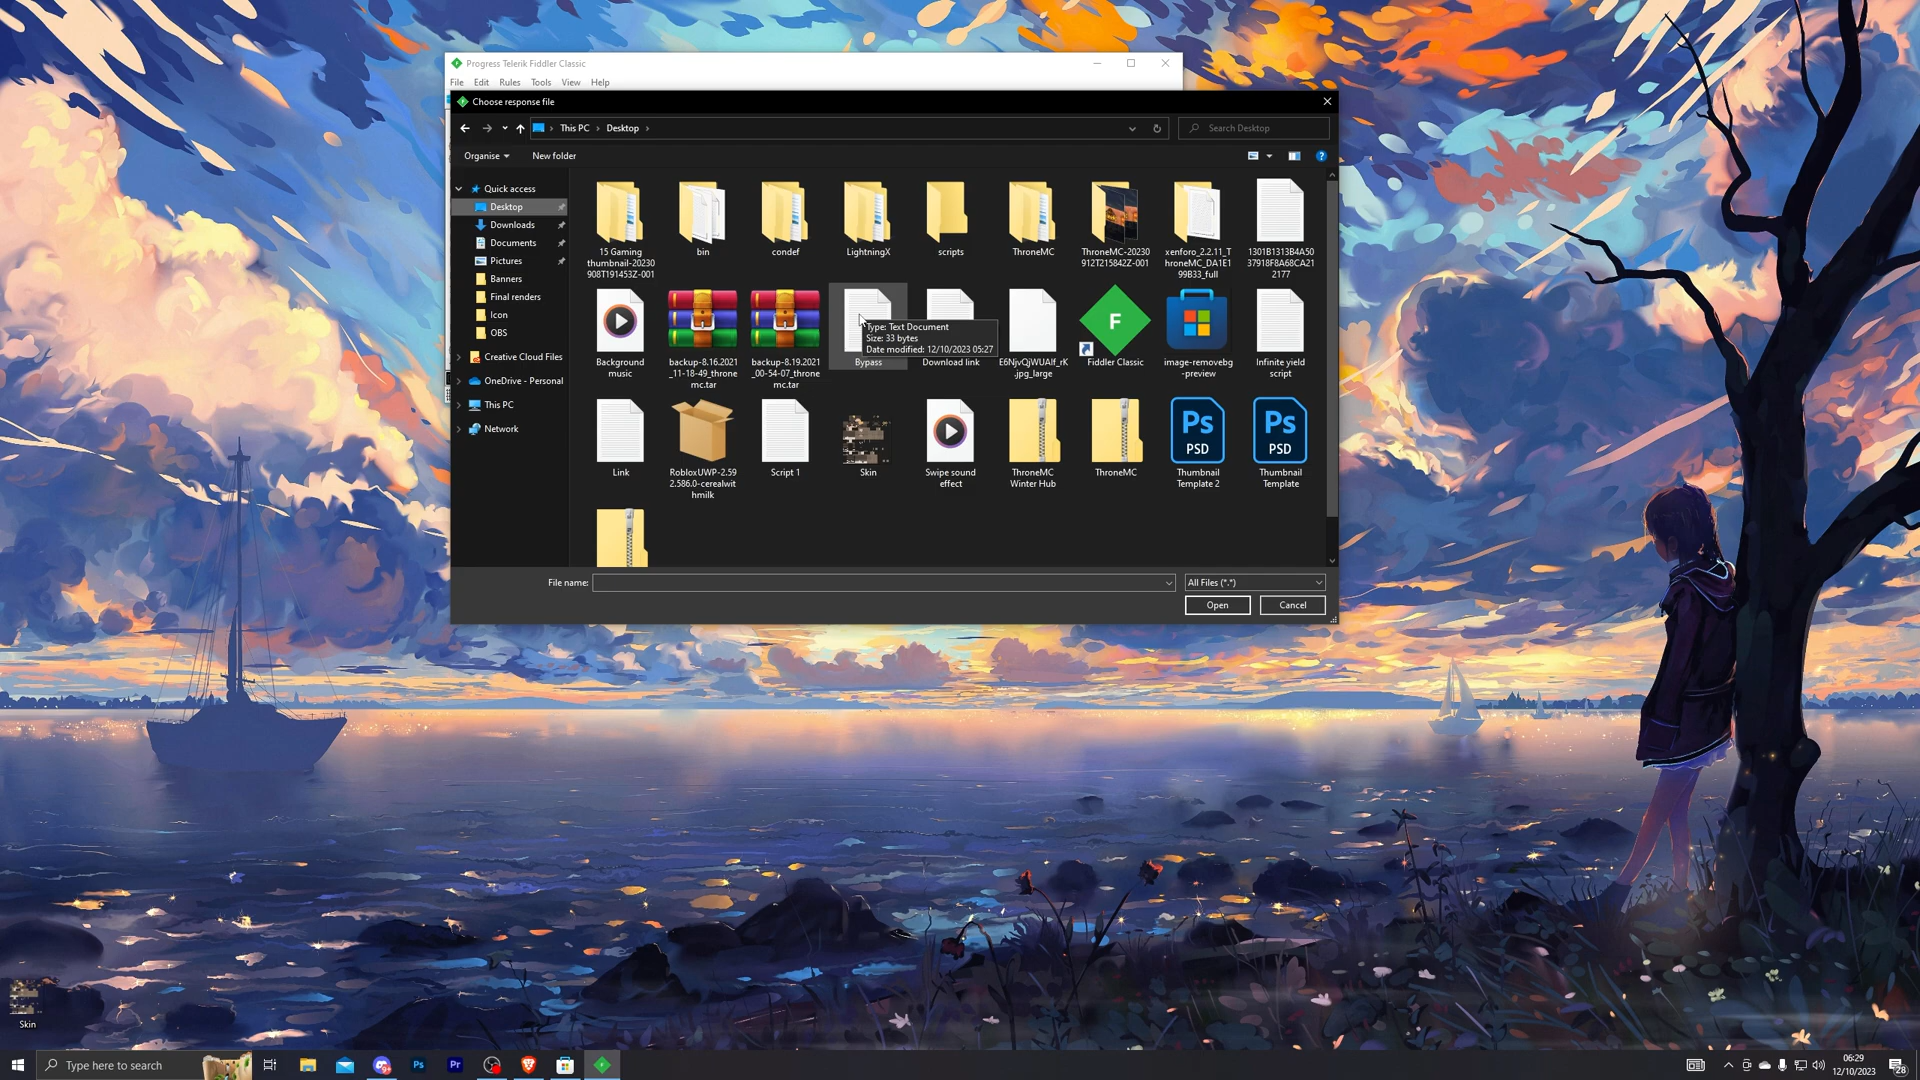 Progress Telerik Fiddler Classic
File Edit Rules Tools View Help
Choose response file
This PC › Desktop ›
Search Desktop
Organise New folder
Quick access
Desktop
Downloads
Documents
Pictures
Banners
Final renders
Icon
OBS
Creative Cloud Files
OneDrive - Personal
This PC
Network
15 Gaming
thumbnail-20230
908T191453Z-001
bin
condef
LightningX
scripts
ThroneMC
ThroneMC-20230
912T215842Z-001
xenforo_2.2.11_T
hroneMC_DA1E1
99B33_full
1301B1313B4A50
37918F8A68CA21
2177
Background
music
backup-8.16.2021
_11-18-49_throne
mc.tar
backup-8.19.2021
_00-54-07_throne
mc.tar
Bypass
Type: Text Document
Size: 33 bytes
Date modified: 12/10/2023 05:27
Download link
E6NjvQjWUAlf_rK
.jpg_large
F
Fiddler Classic
image-removebg
-preview
Infinite yield
script
Link
RobloxUWP-2.59
2.586.0-cerealwit
hmilk
Script 1
Skin
Swipe sound
effect
ThroneMC
Winter Hub
ThroneMC
Ps
PSD
Thumbnail
Template 2
Ps
PSD
Thumbnail
Template
File name:
All Files (*.*)
Open Cancel
Skin
Type here to search
Ps
Pr
06:29
12/10/2023
28